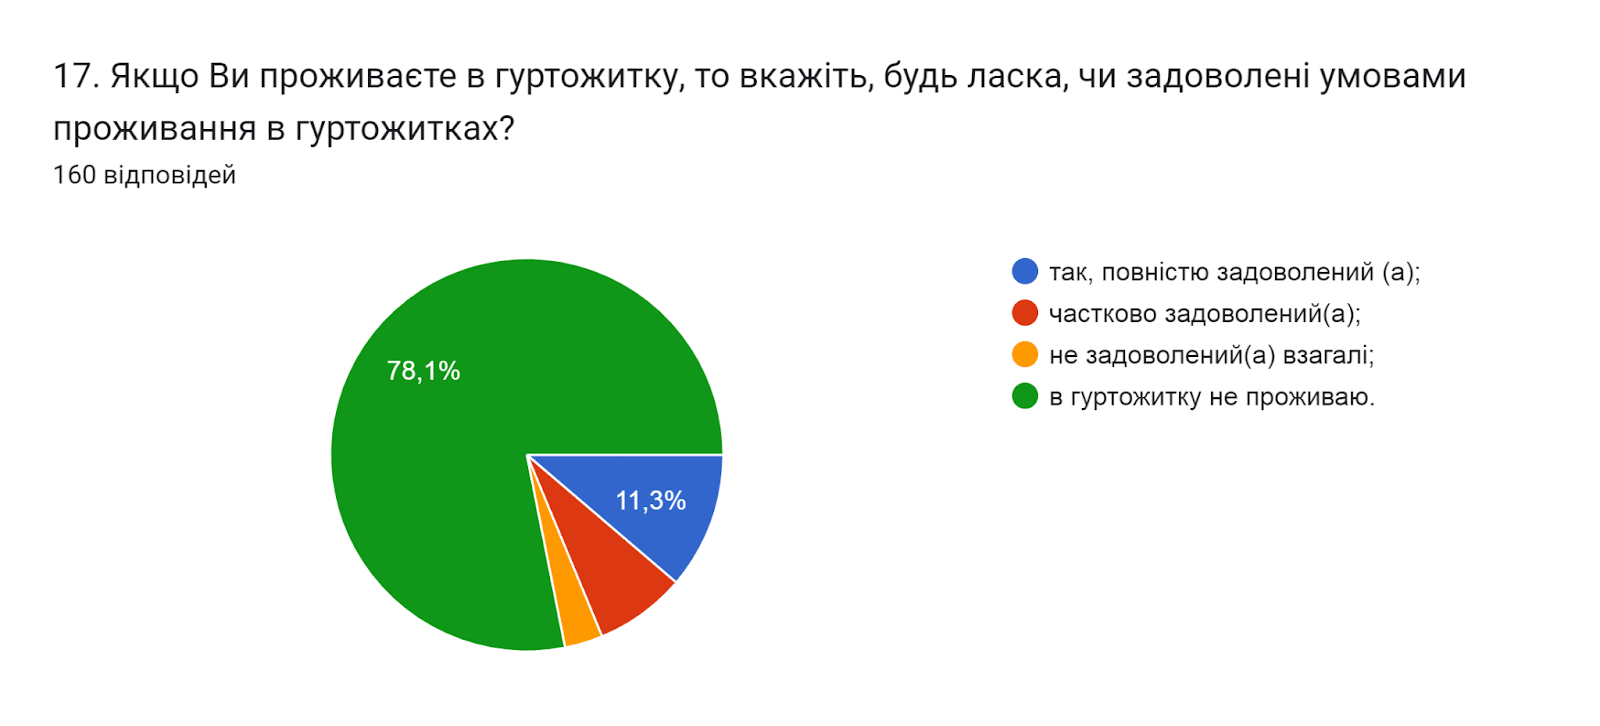 17. Якщо Ви проживаєте в гуртожитку, то вкажіть, будь ласка, чи задоволені умовами
проживання в гуртожитках?
160 відповідей
так, повністю задоволений (а);
частково задоволений(а);
не задоволений(а) взагалі;
в гуртожитку не проживаю.
78,1%
11,3%